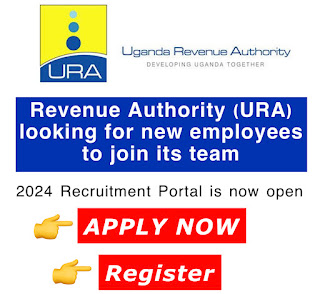 URA
Uganda Revenue Authority
DEVELOPING UGANDA TOGETHER
Revenue Authority (URA)
looking for new employees
to join its team
2024 Recruitment Portal is now open
APPLY NOW
Register